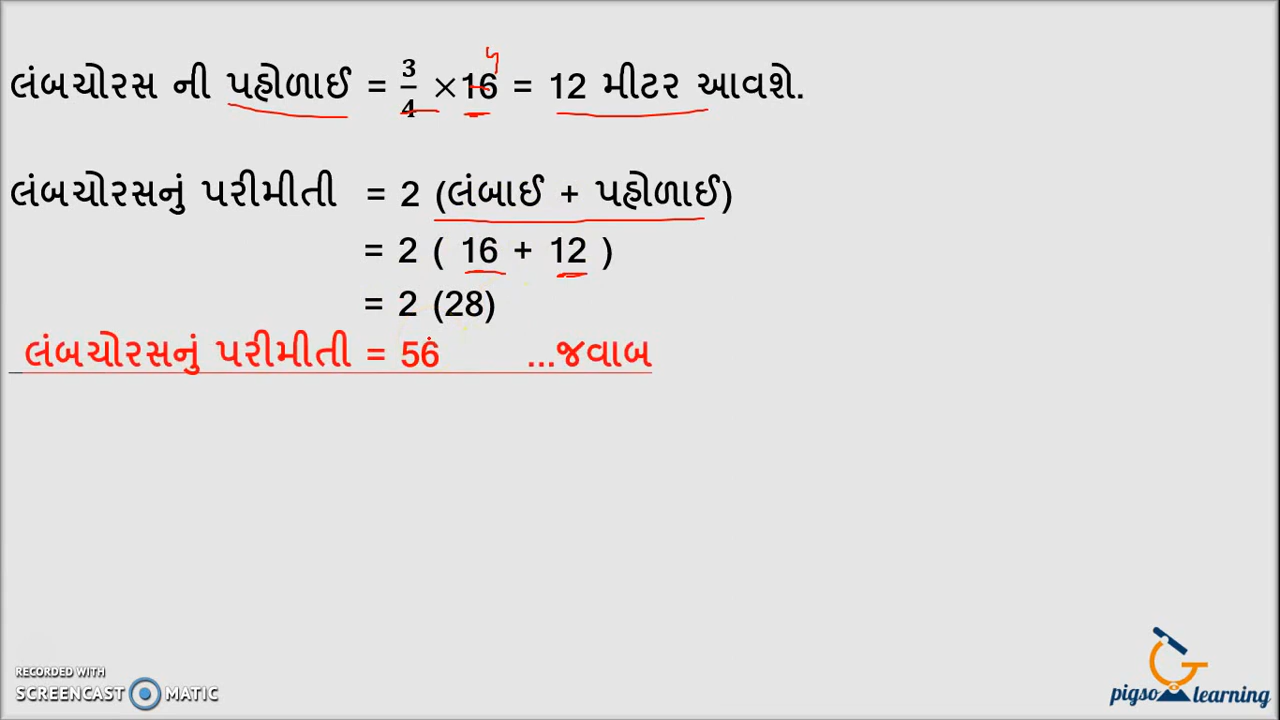 લંબચોરસ ની પહોળાઈ = 3/4 ×16 = 12 મીટર આવશે.
4
લંબચોરસનું પરીમીતી = 2 (લંબાઈ + પહોળાઈ)
= 2 ( 16 + 12 )
= 2 (28)
લંબચોરસનું પરીમીતી = 56 ...જવાબ
RECORDED WITH
SCREENCAST MATIC
pigso learning